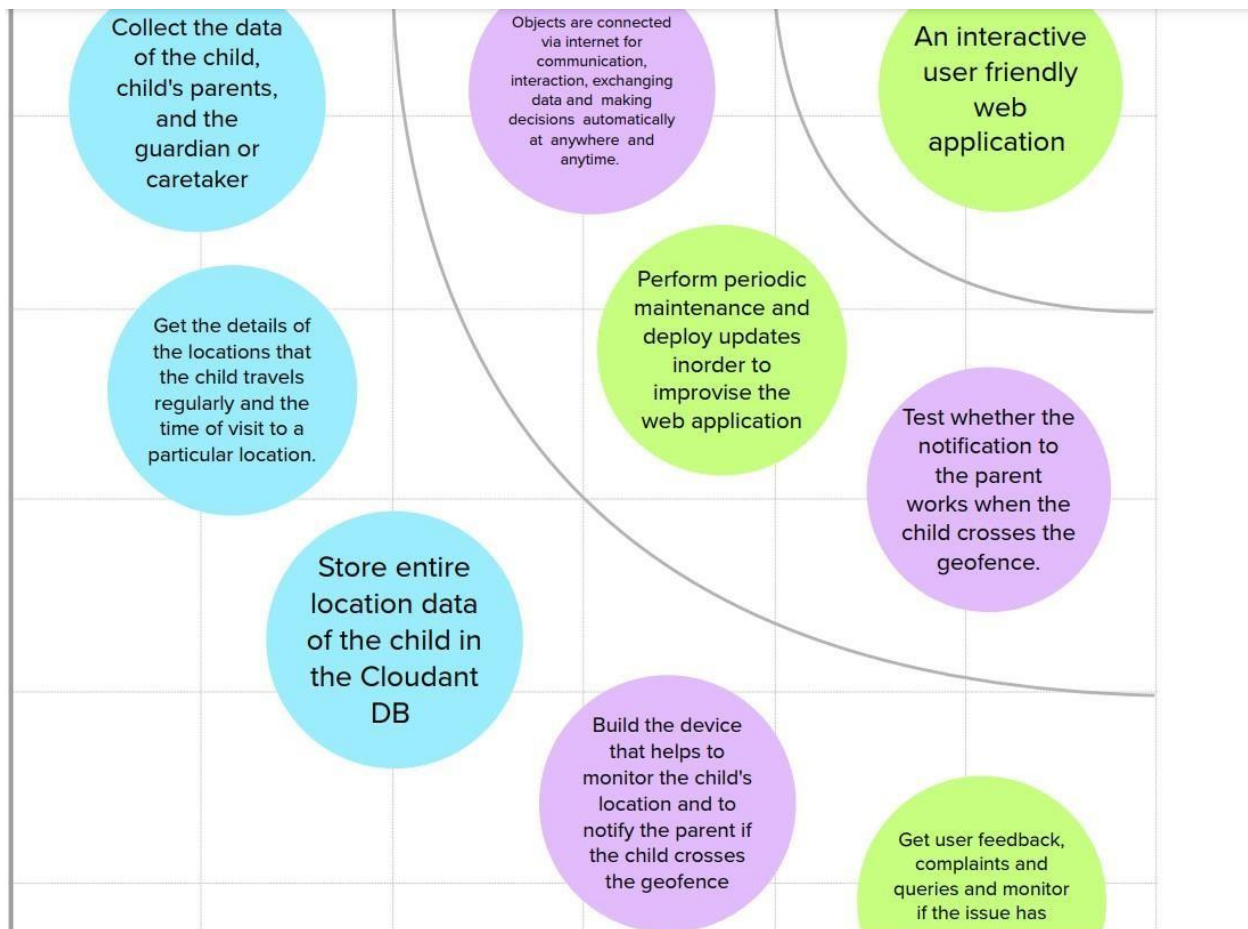 Collect the data
of the child,
child's parents,
and the
guardian or
caretaker
Objects are connected
via internet for
communication,
interaction, exchanging
data and making
decisions automatically
at anywhere and
anytime.
An interactive
user friendly
web
application
Get the details of
the locations that
the child travels
regularly and the
time of visit to a
particular location.
Perform periodic
maintenance and
deploy updates
inorder to
improvise the
web application
Test whether the
notification to
the parent
works when the
child crosses the
geofence.
Store entire
location data
of the child in
the Cloudant
DB
Build the device
that helps to
monitor the child's
location and to
notify the parent if
the child crosses
the geofence
Get user feedback,
complaints and
queries and monitor
if the issue has